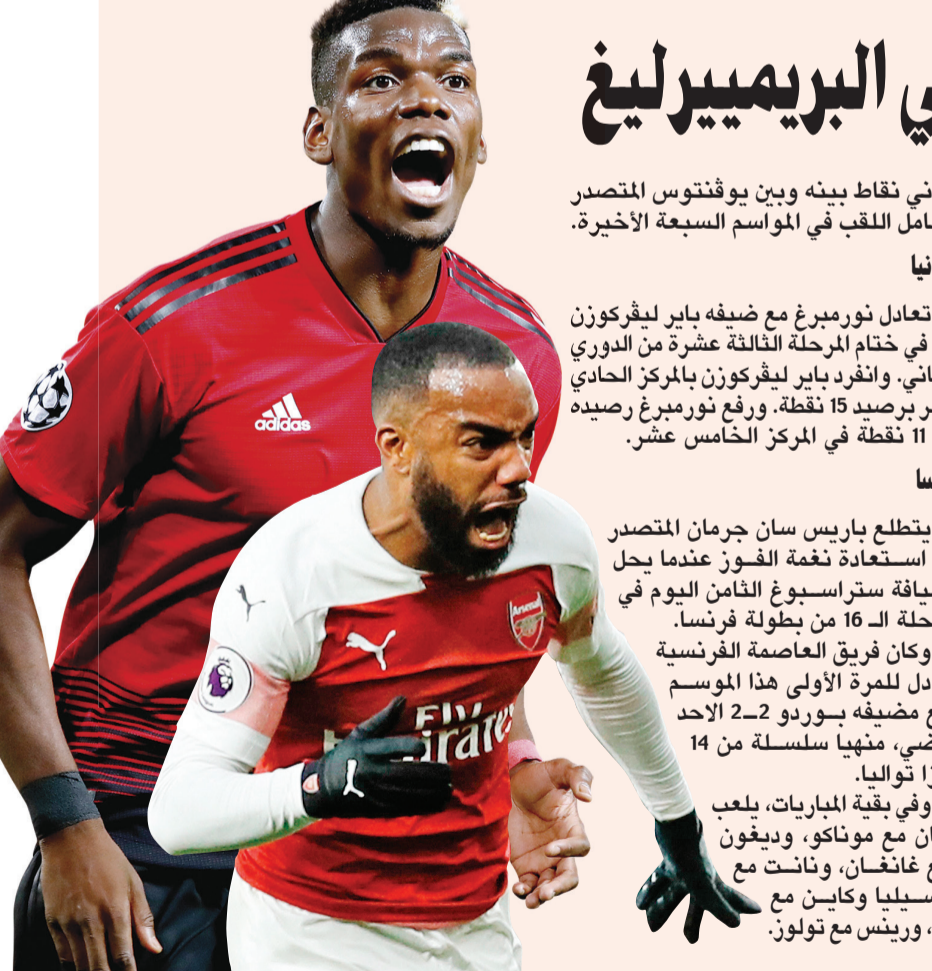 ي البريمييرليغ
ني نقاط بينه وبين يوڤنتوس المتصدر
امل اللقب في المواسم السبعة الأخيرة.
نيا
تعادل نورمبرغ مع ضيفه باير ليڤركوزن
في ختام المرحلة الثالثة عشرة من الدوري
اني. وانفرد باير ليڤركوزن بالمركز الحادي
ر برصيد 15 نقطة. ورفع نورمبرغ رصيده
11 نقطة في المركز الخامس عشر.
سا
يتطلع باريس سان جرمان المتصدر
استعادة نغمة الفوز عندما يحل
يافة ستراسبوغ الثامن اليوم في
حلة الـ 16 من بطولة فرنسا.
وكان فريق العاصمة الفرنسية
دل للمرة الأولى هذا الموسم
ع مضيفه بوردو 2-2 الاحد
ضي، منهيا سلسلة من 14
زا تواليا.
وفي بقية المباريات، يلعب
ان مع موناكو، وديغون
ع غانغان، ونانت مع
سيليا وكاين مع
، ورينس مع تولوز.
adidas
Arsenal
FLY
Emirates